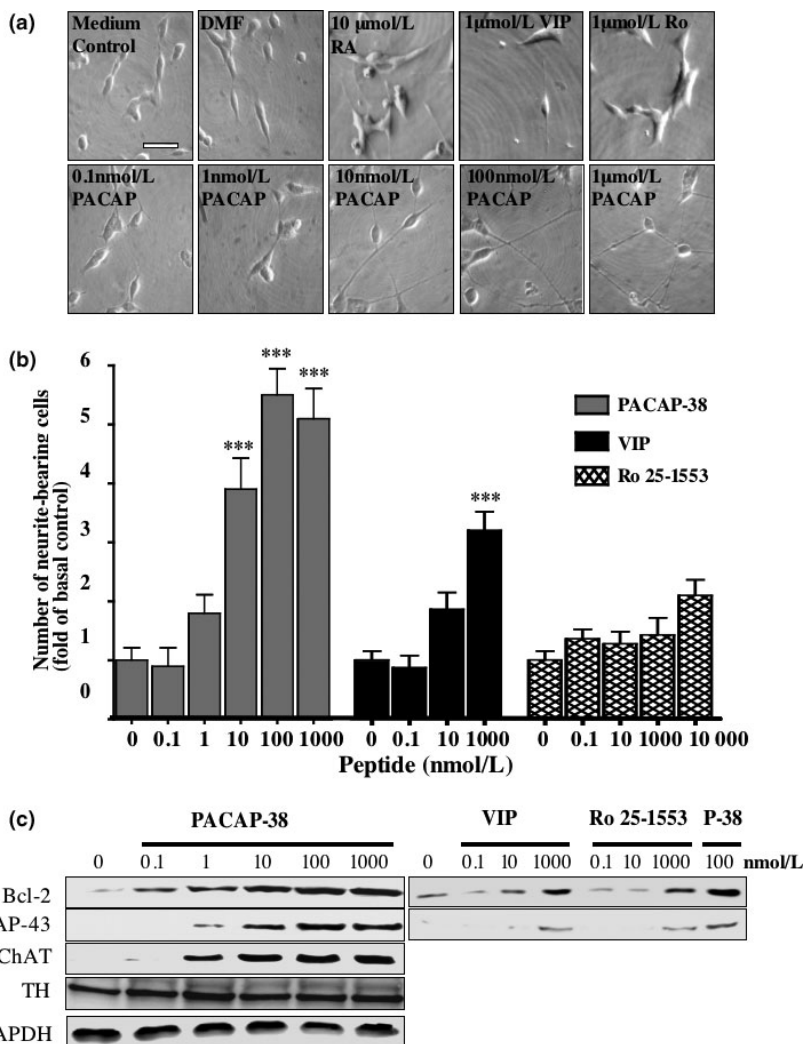 (a)
Medium Control
DMF
10 μmol/L RA
1μmol/L VIP
1μmol/L Ro
0.1nmol/L PACAP
1nmol/L PACAP
10nmol/L PACAP
100nmol/L PACAP
1μmol/L PACAP
(b)
Number of neurite-bearing cells
(fold of basal control)
6
5
4
3
2
1
0
***
***
***
***
PACAP-38
VIP
Ro 25-1553
0 0.1 1 10 100 1000 0 0.1 10 1000 0 0.1 10 1000 10 000
Peptide (nmol/L)
(c)
PACAP-38 VIP Ro 25-1553 P-38
0 0.1 1 10 100 1000 0 0.1 10 1000 0.1 10 1000 100 nmol/L
Bcl-2
AP-43
ChAT
TH
APDH